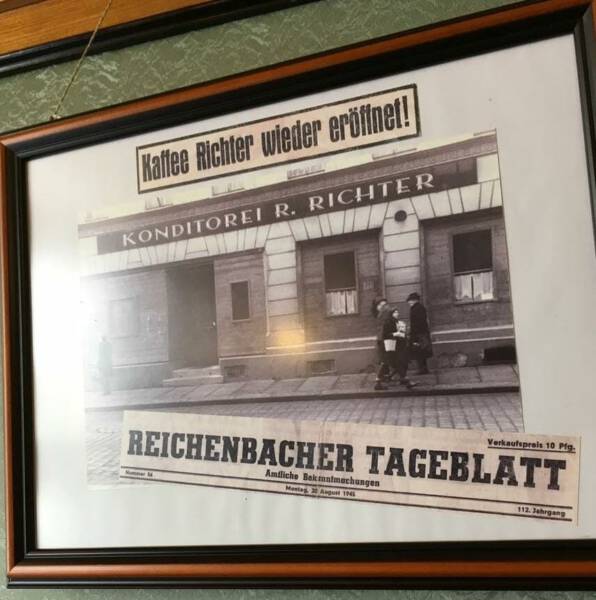 Kaffee Richter wieder eröffnet!
KONDITOREI R. RICHTER
Verkaufspreis 10 Pfg.
REICHENBACHER TAGEBLATT
Amtliche Bekanntmachungen
Montag, 20 August 1945
112. Jahrgang